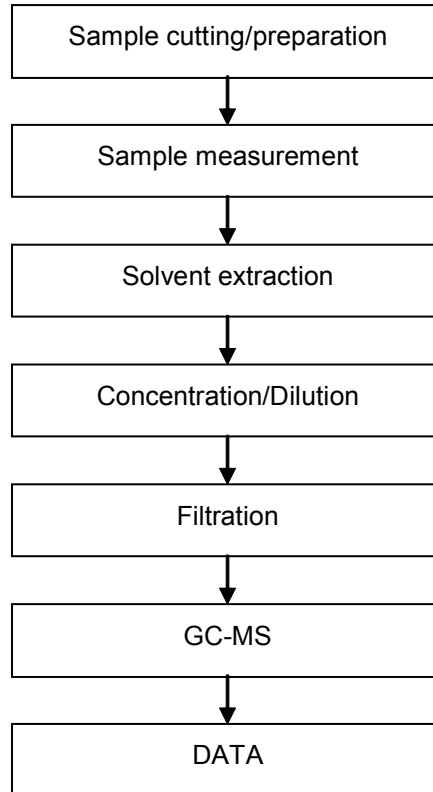 Sample cutting/preparation
Sample measurement
Solvent extraction
Concentration/Dilution
Filtration
GC-MS
DATA